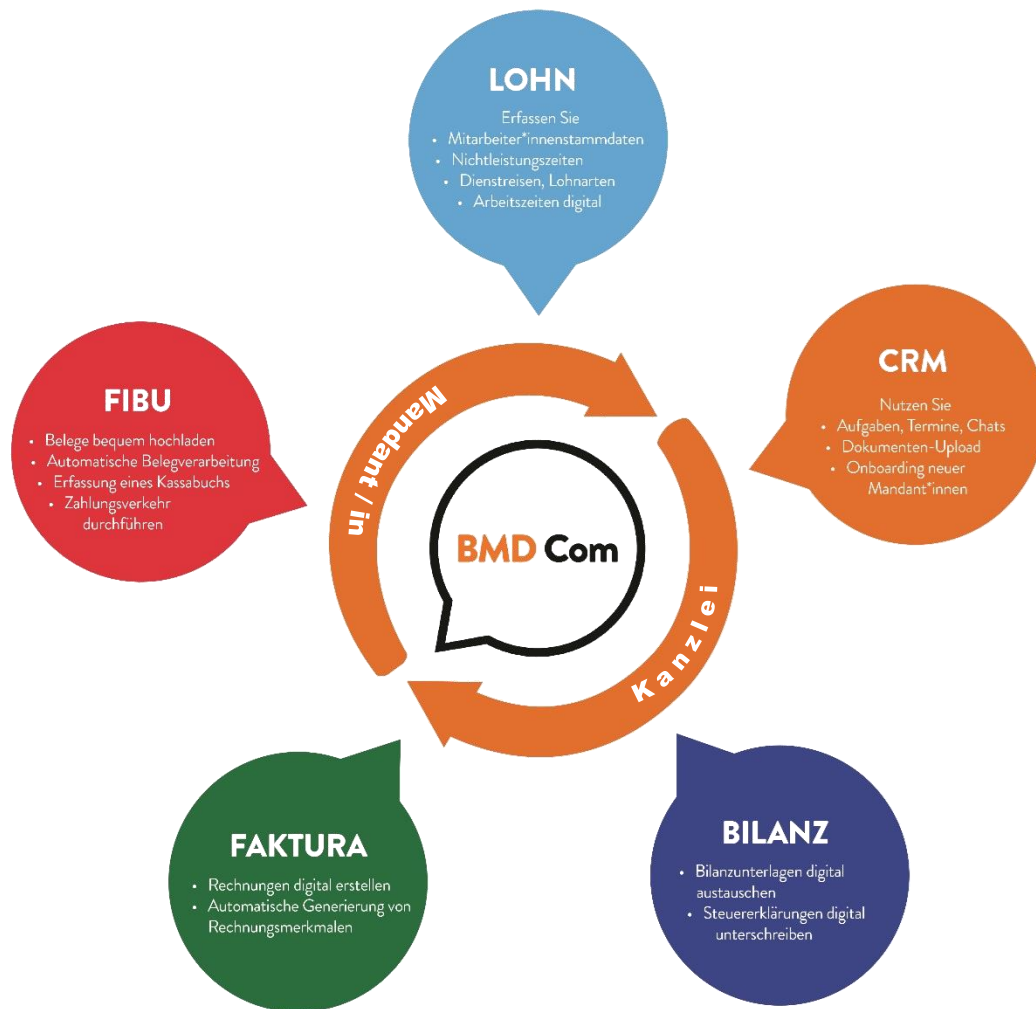 LOHN
Erfassen Sie
• Mitarbeiter*innenstammdaten
• Nichtleistungszeiten
• Dienstreisen, Lohnarten
• Arbeitszeiten digital
CRM
Nutzen Sie
• Aufgaben, Termine, Chats
• Dokumenten-Upload
• Onboarding neuer
Mandant*innen
FIBU
• Belege bequem hochladen
• Automatische Belegverarbeitung
• Erfassung eines Kassabuchs
• Zahlungsverkehr
durchführen
Mandant / in
BMD Com
Kanzlei
FAKTURA
• Rechnungen digital erstellen
• Automatische Generierung von
Rechnungsmerkmalen
BILANZ
• Bilanzunterlagen digital
austauschen
• Steuererklärungen digital
unterschreiben